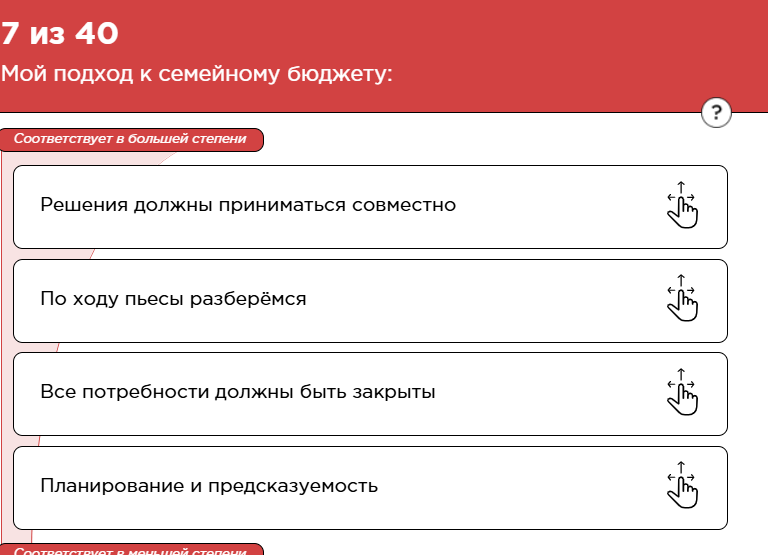 7 из 40
Мой подход к семейному бюджету:
?
Соответствует в большей степени
Решения должны приниматься совместно
По ходу пьесы разберёмся
Все потребности должны быть закрыты
Планирование и предсказуемость
Соответствует в меньшей степени